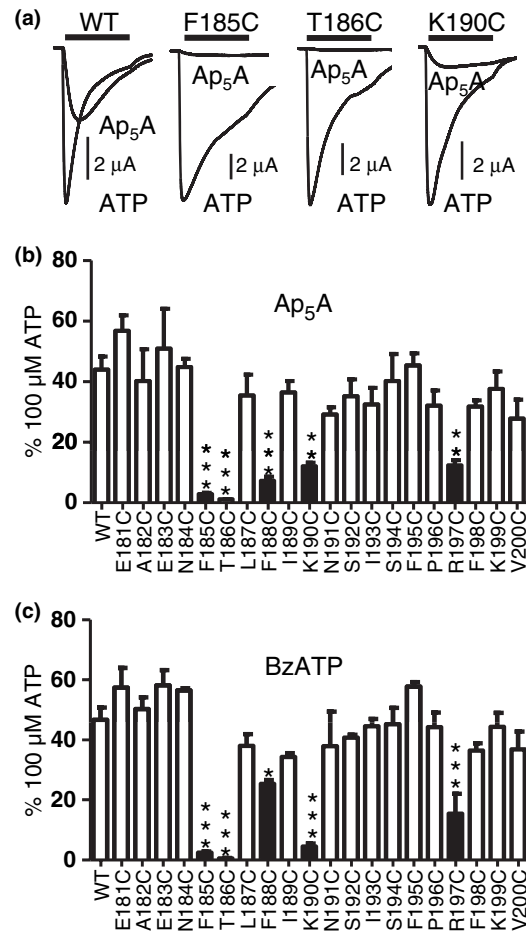 (a)
WT F185C T186C K190C
Ap₅A Ap₅A Ap₅A Ap₅A
2 µA 2 µA 2 µA 2 µA
ATP ATP ATP ATP
(b)
Ap₅A
% 100 µM ATP
80
60
40
20
0
*** *** *** ** **
WT E181C A182C E183C N184C F185C T186C L187C F188C I189C K190C N191C S192C I193C S194C F195C P196C R197C F198C K199C V200C
(c)
BzATP
% 100 µM ATP
80
60
40
20
0
*** *** * *** ***
WT E181C A182C E183C N184C F185C T186C L187C F188C I189C K190C N191C S192C I193C S194C F195C P196C R197C F198C K199C V200C